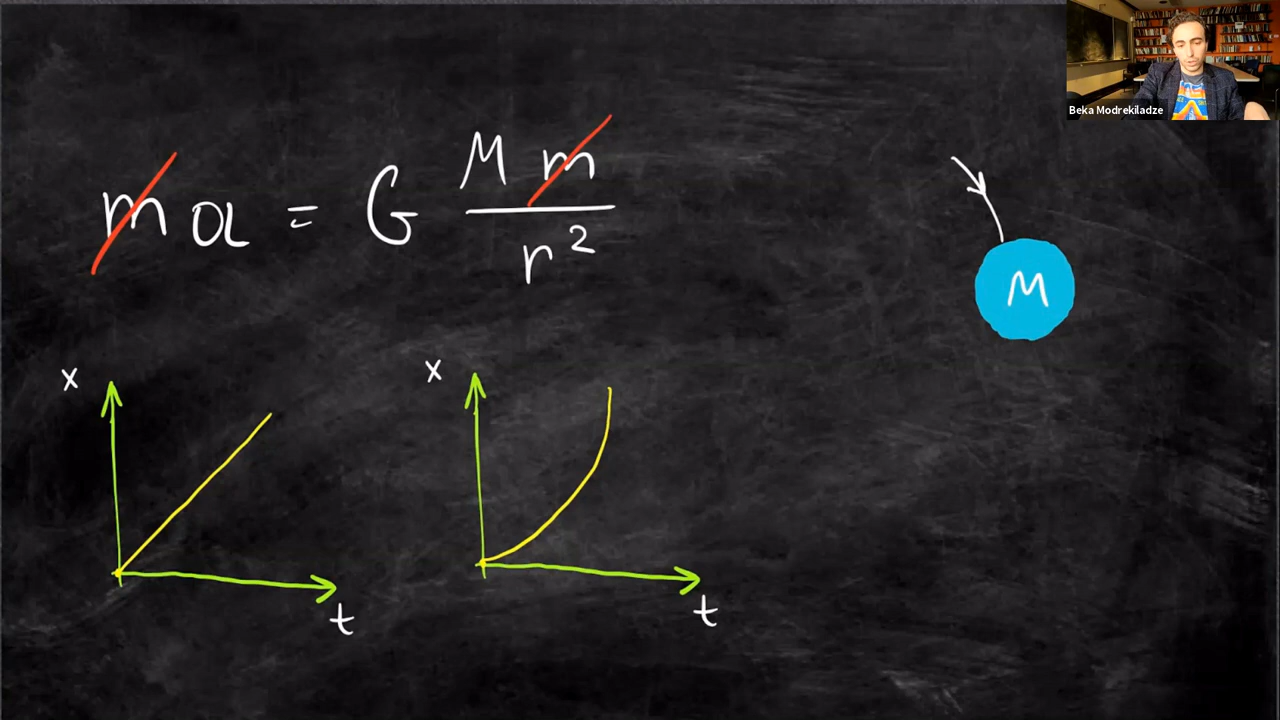 Beka Modrekiladze
m a = G M m / r²
M
x
t
x
t